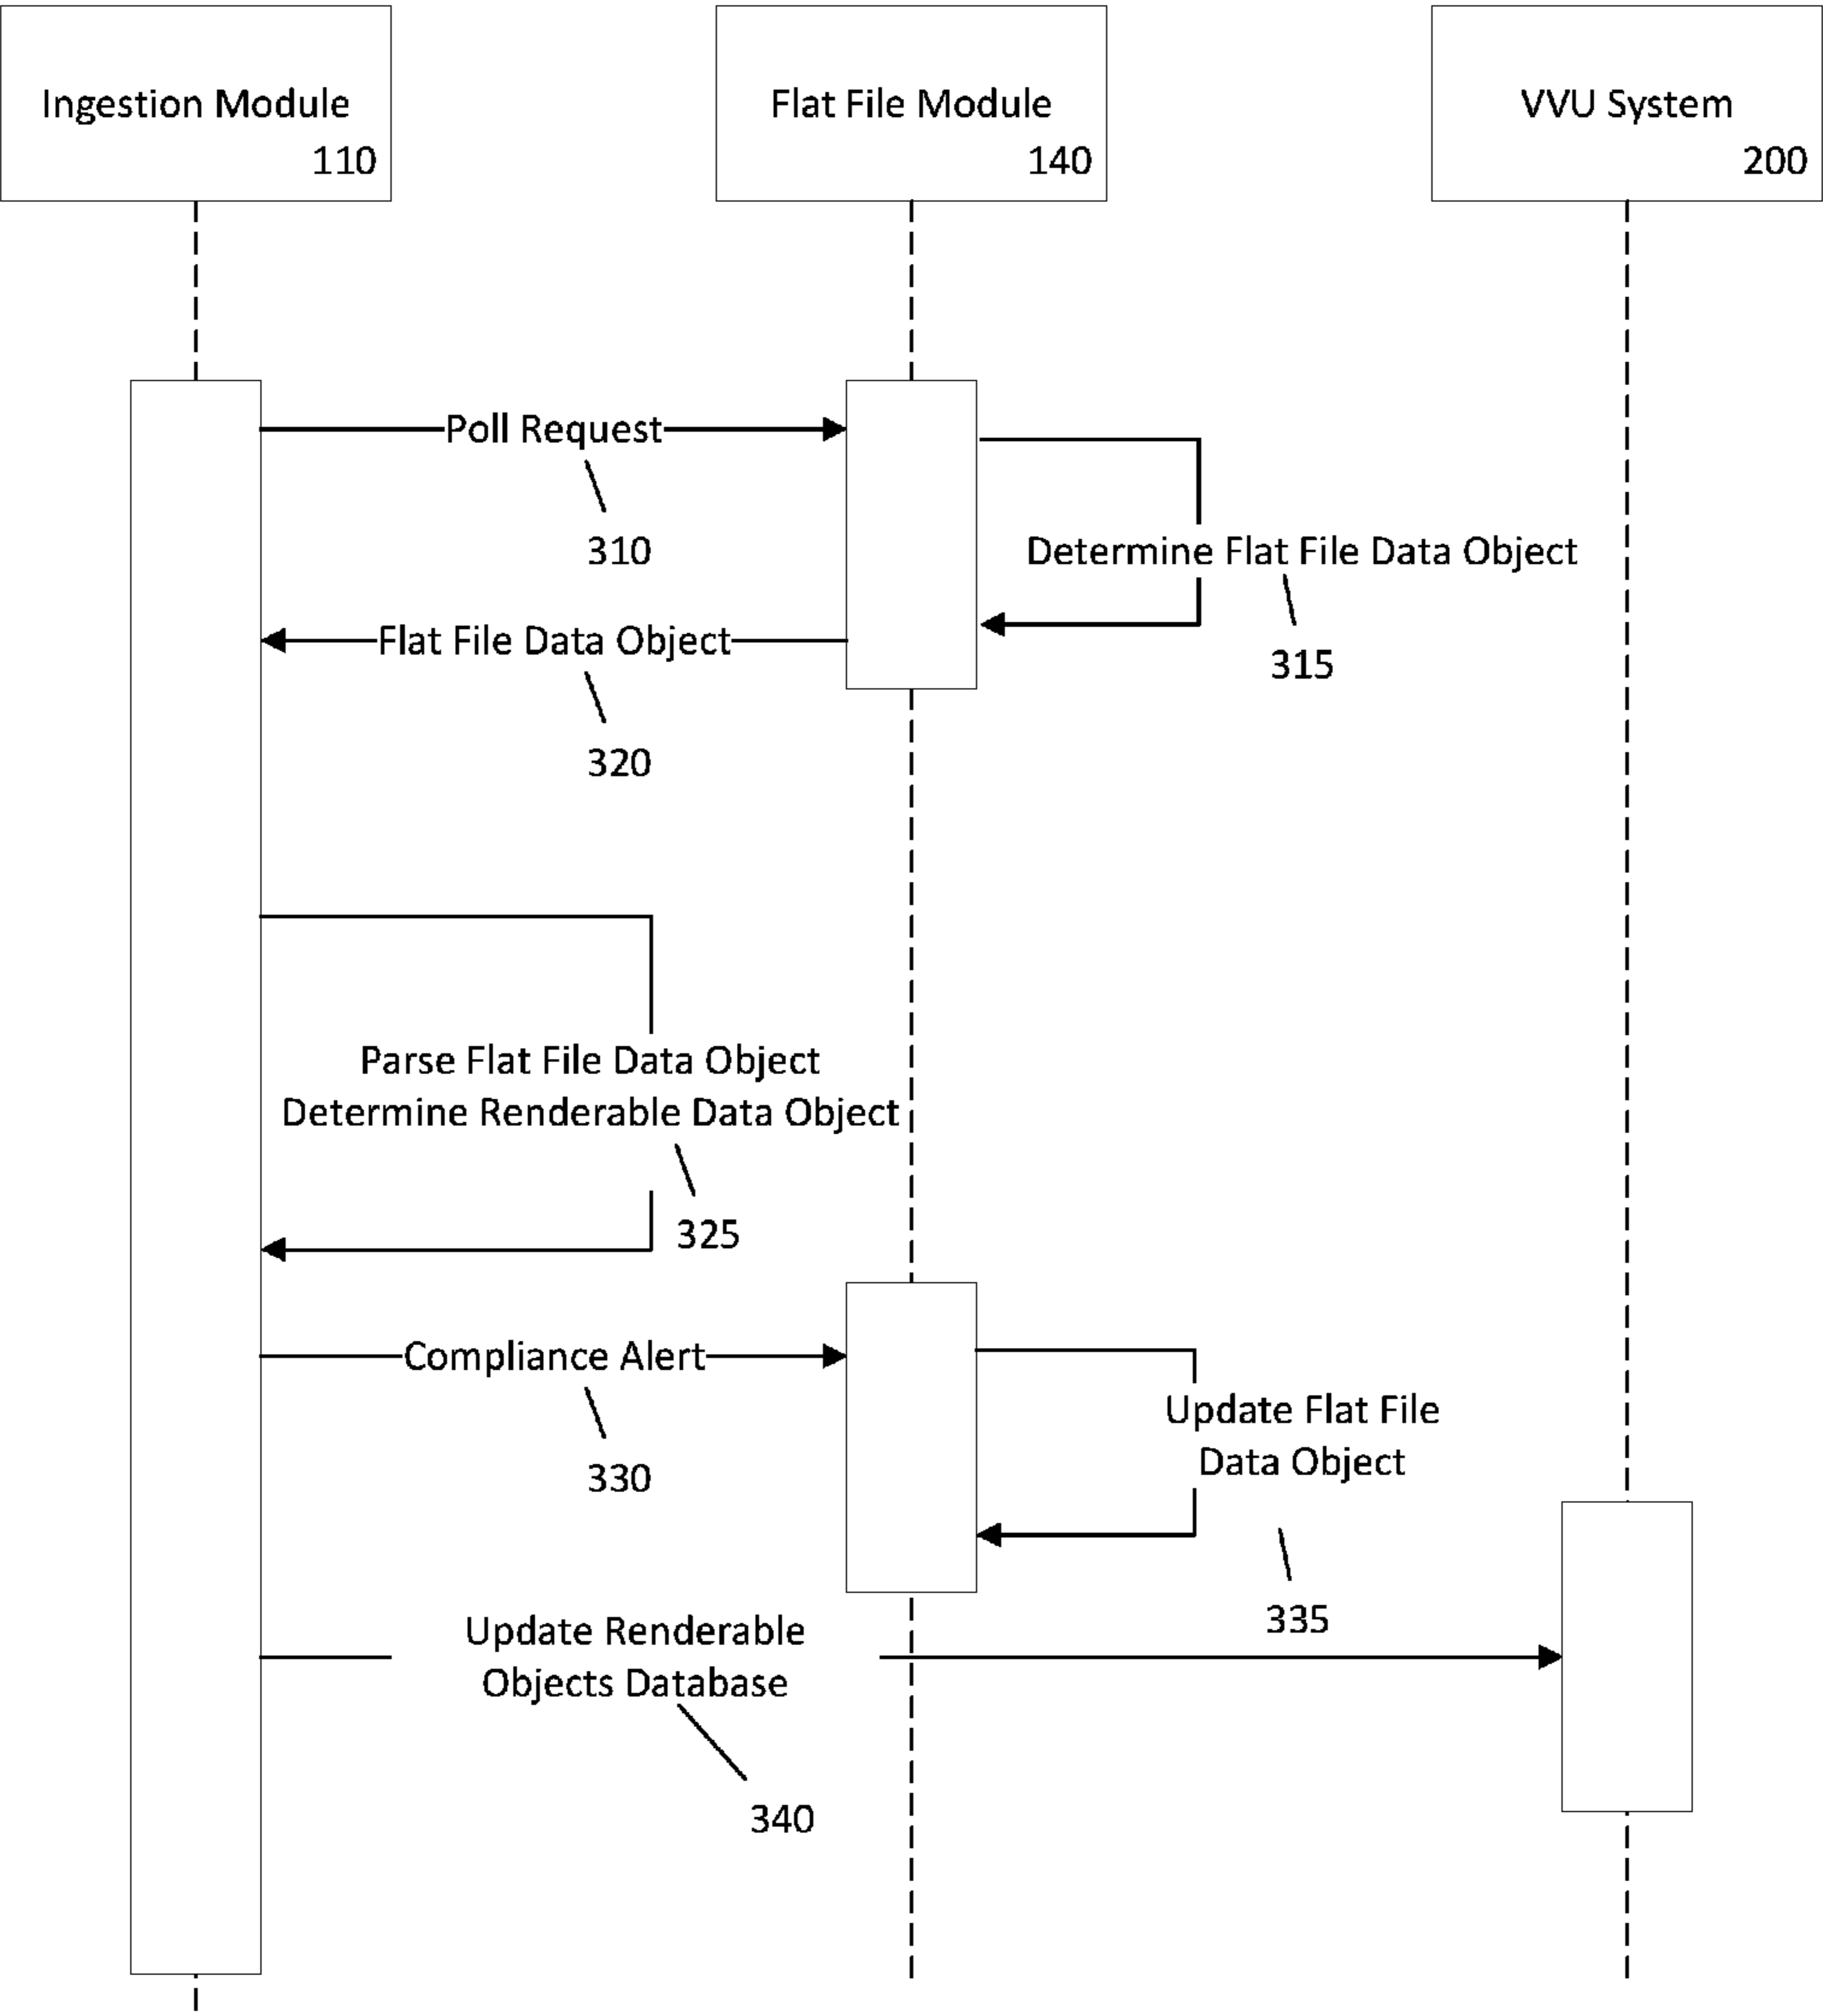 Ingestion Module
110
Flat File Module
140
VVU System
200
Poll Request
310
Determine Flat File Data Object
315
Flat File Data Object
320
Parse Flat File Data Object
Determine Renderable Data Object
325
Compliance Alert
330
Update Flat File
Data Object
335
Update Renderable
Objects Database
340